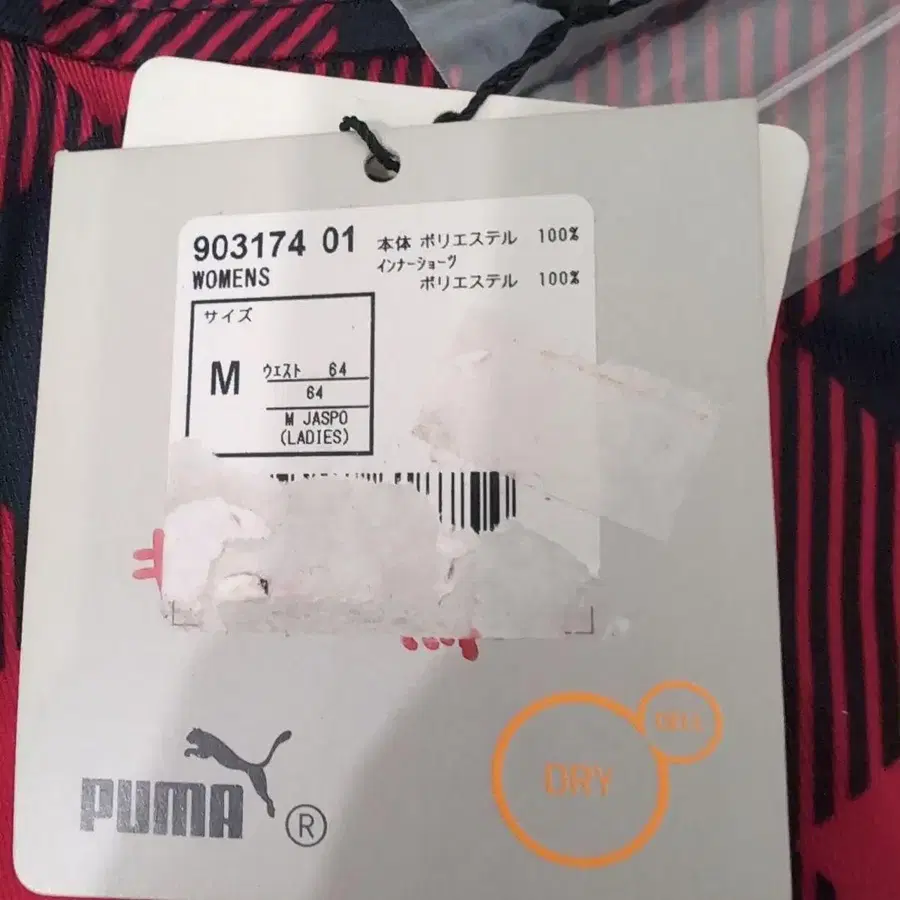 903174 01
WOMENS
本体 ポリエステル 100%
インナーショーツ
ポリエステル 100%
サイズ
M
ウエスト 64
64
M JASPO
(LADIES)
PUMA®
DRY
CELL